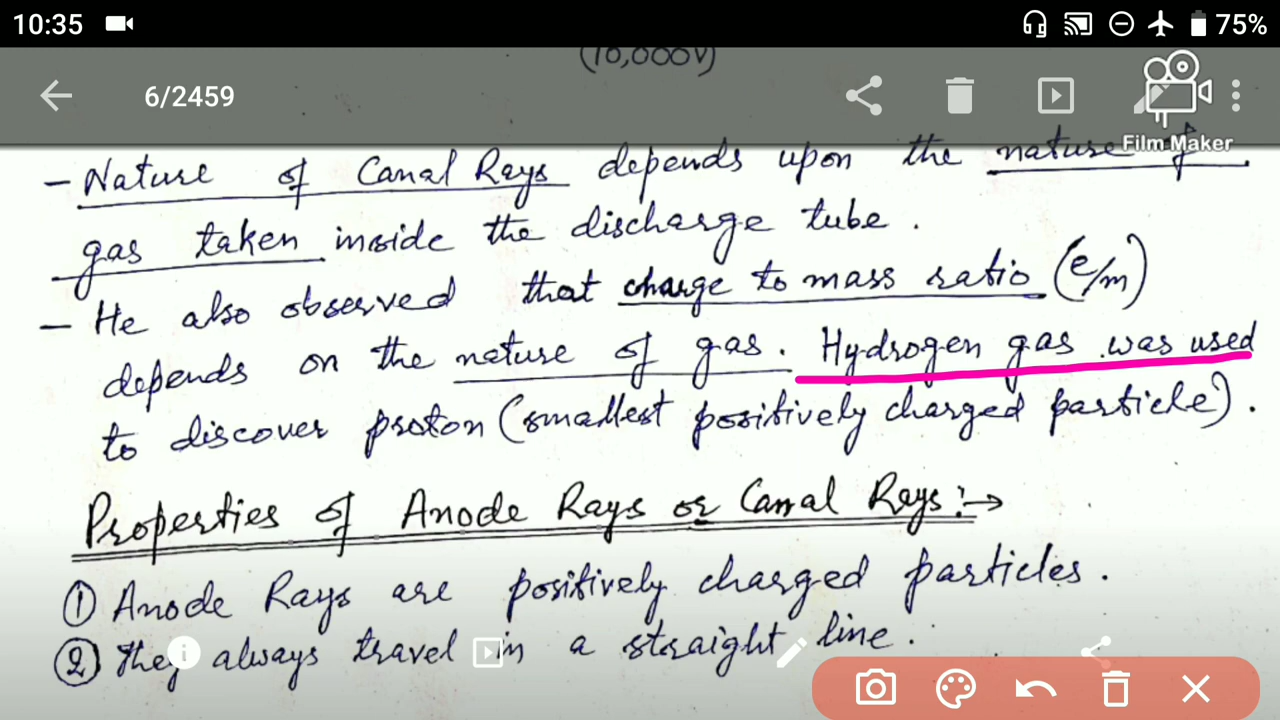 10:35 75%
(10,000V)
6/2459
Film Maker
- Nature of Canal Rays depends upon the nature of
gas taken inside the discharge tube.
- He also observed that charge to mass ratio (e/m)
depends on the nature of gas. Hydrogen gas was used
to discover proton (smallest positively charged particle).
Properties of Anode Rays or Canal Rays:→
① Anode Rays are positively charged particles.
② They always travel in a straight line.